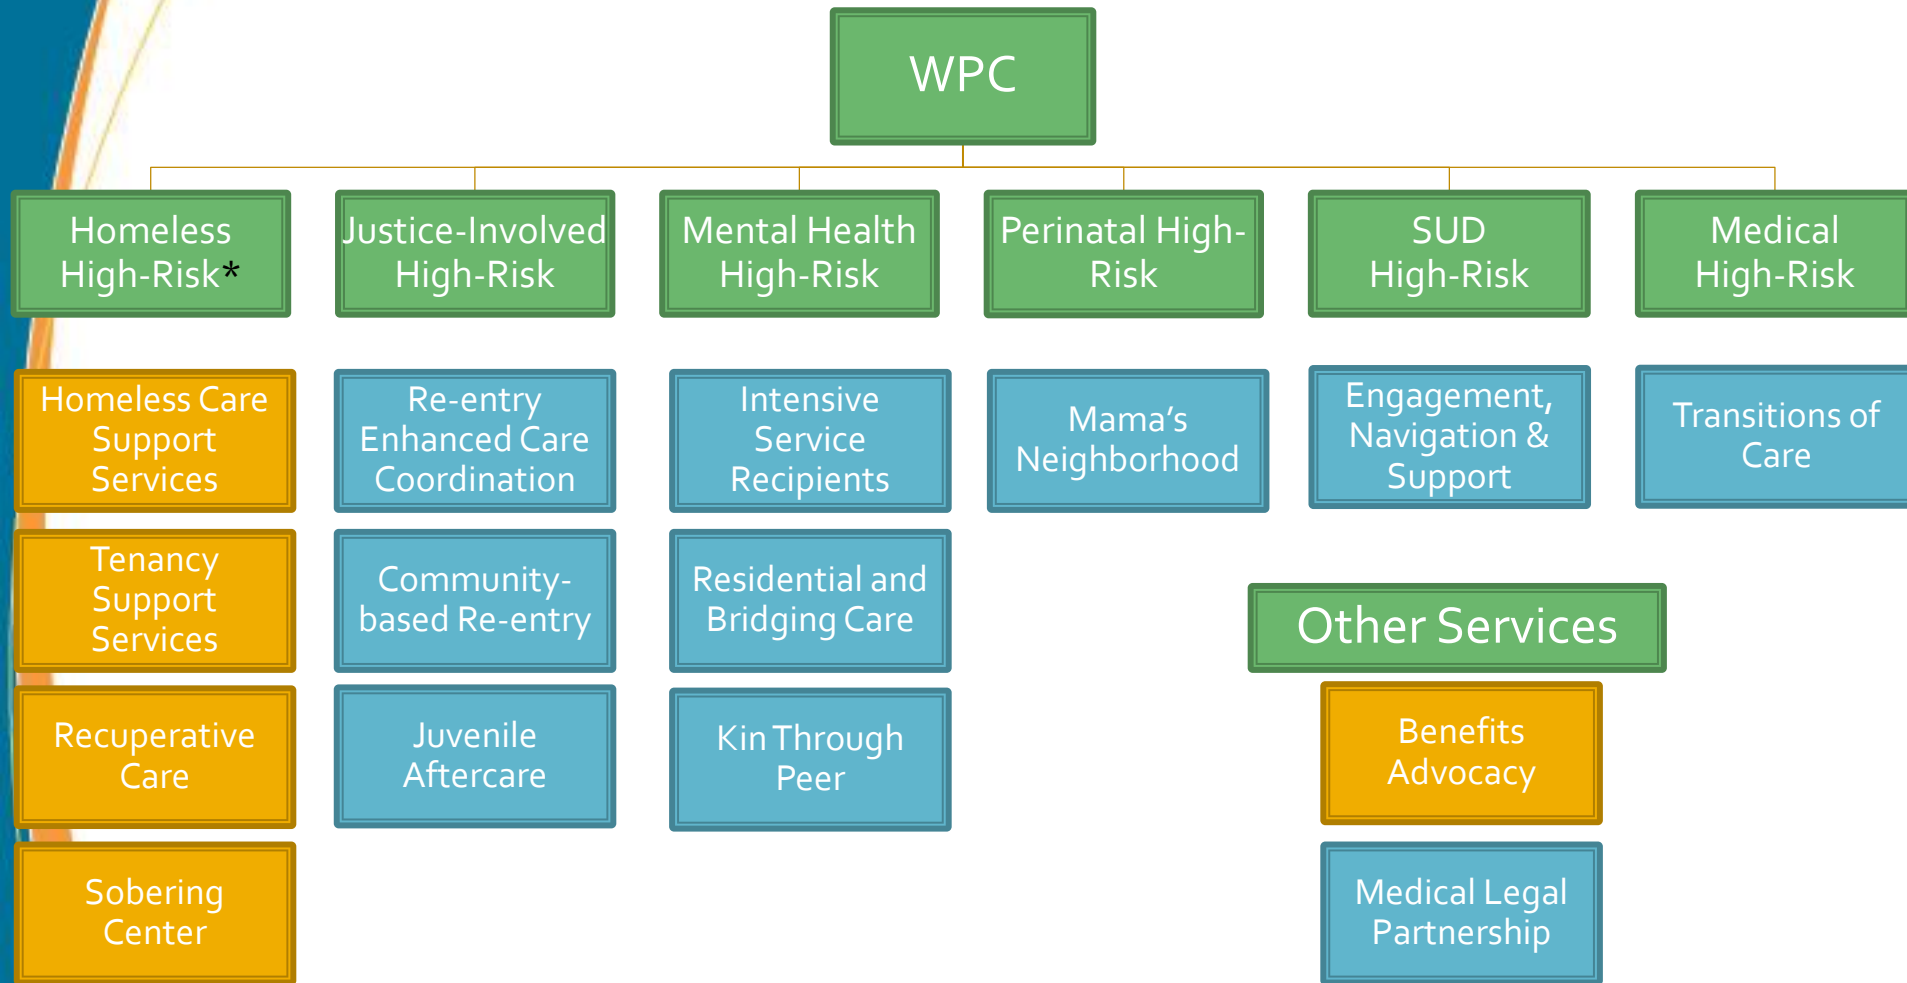 WPC
Homeless
High-Risk*
Justice-Involved
High-Risk
Mental Health
High-Risk
Perinatal High-
Risk
SUD
High-Risk
Medical
High-Risk
Homeless Care
Support
Services
Re-entry
Enhanced Care
Coordination
Intensive
Service
Recipients
Mama's
Neighborhood
Engagement,
Navigation &
Support
Transitions of
Care
Tenancy
Support
Services
Community-
based Re-entry
Residential and
Bridging Care
Other Services
Recuperative
Care
Juvenile
Aftercare
Kin Through
Peer
Benefits
Advocacy
Sobering
Center
Medical Legal
Partnership